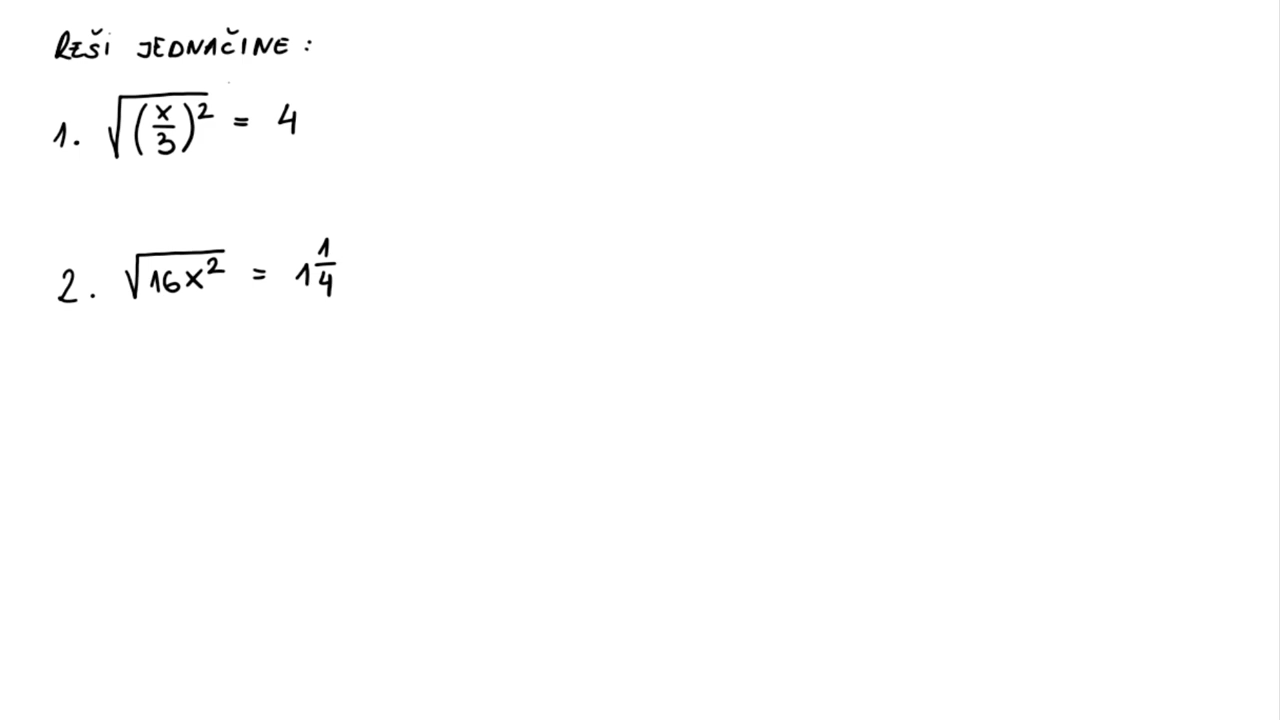 REŠI JEDNAČINE:
1. √((x/3)²) = 4
2. √(16x²) = 1 1/4